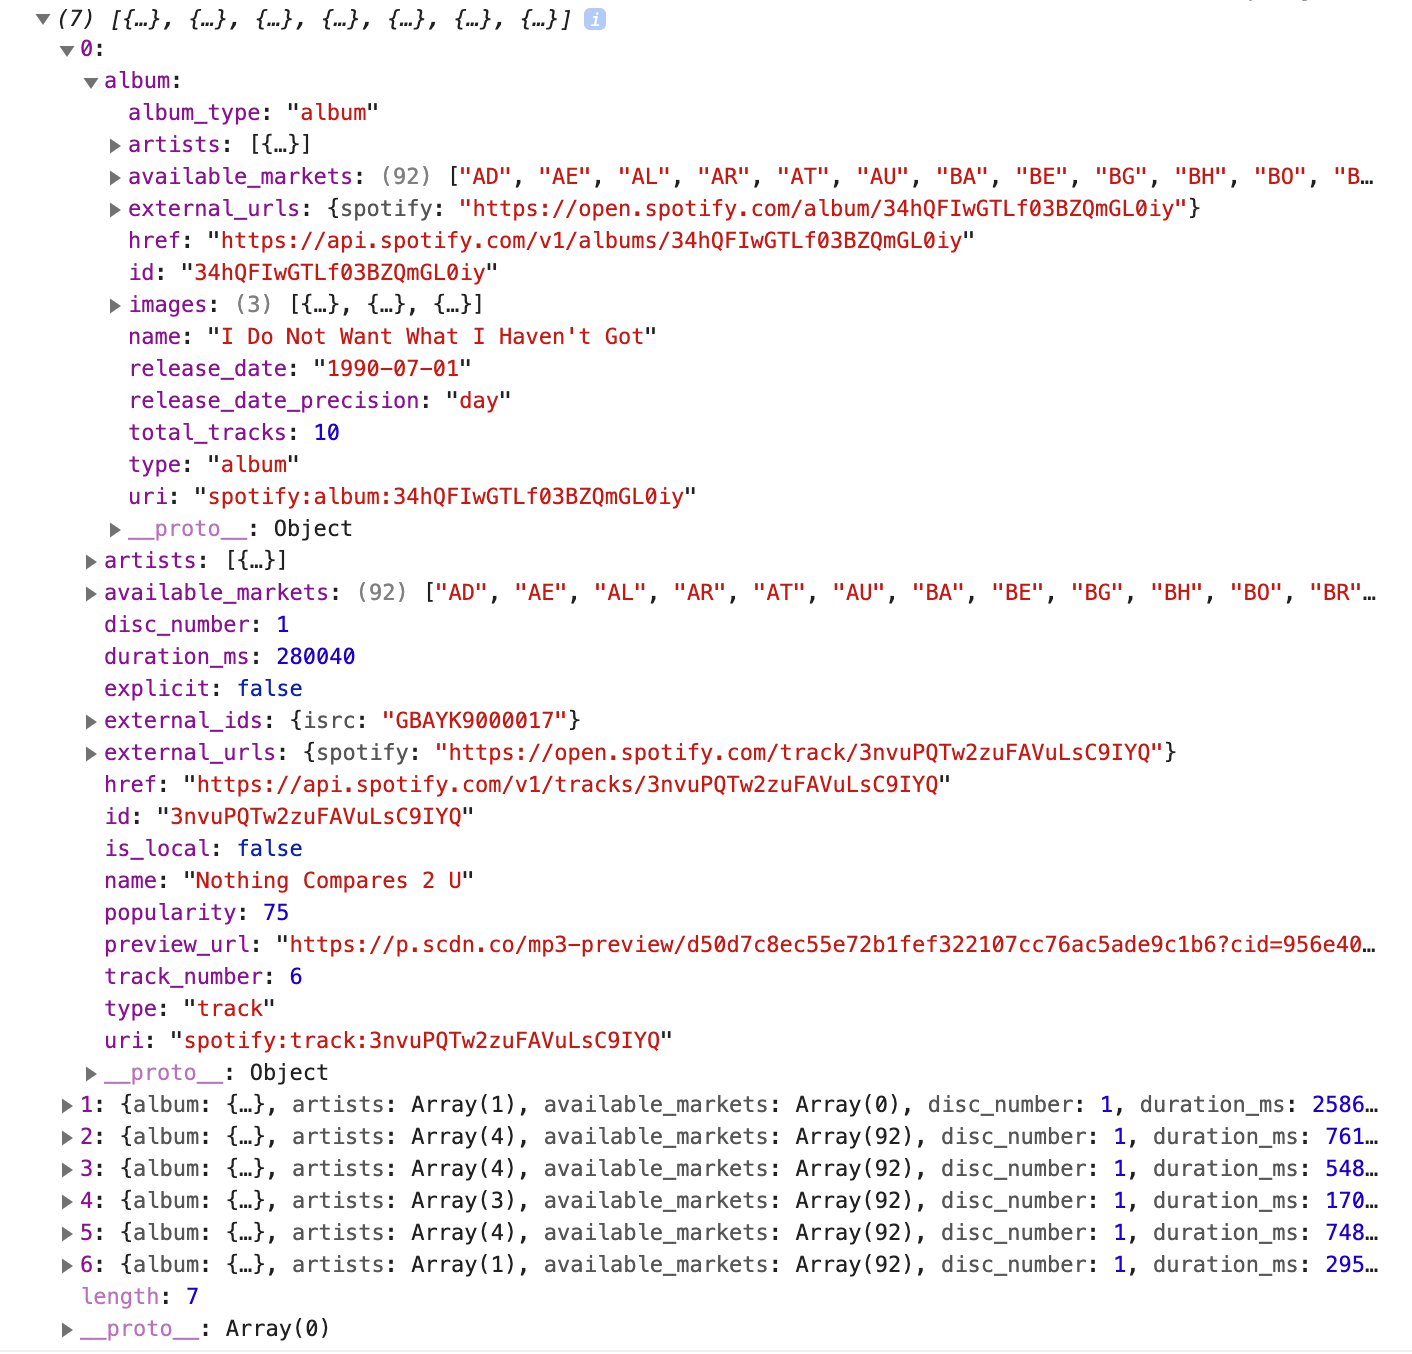 (7) [{…}, {…}, {…}, {…}, {…}, {…}, {…}] i
0:
album:
album_type: "album"
artists: [{…}]
available_markets: (92) ["AD", "AE", "AL", "AR", "AT", "AU", "BA", "BE", "BG", "BH", "BO", "B…
external_urls: {spotify: "https://open.spotify.com/album/34hQFIwGTLf03BZQmGL0iy"}
href: "https://api.spotify.com/v1/albums/34hQFIwGTLf03BZQmGL0iy"
id: "34hQFIwGTLf03BZQmGL0iy"
images: (3) [{…}, {…}, {…}]
name: "I Do Not Want What I Haven't Got"
release_date: "1990-07-01"
release_date_precision: "day"
total_tracks: 10
type: "album"
uri: "spotify:album:34hQFIwGTLf03BZQmGL0iy"
__proto__: Object
artists: [{…}]
available_markets: (92) ["AD", "AE", "AL", "AR", "AT", "AU", "BA", "BE", "BG", "BH", "BO", "BR"…
disc_number: 1
duration_ms: 280040
explicit: false
external_ids: {isrc: "GBAYK9000017"}
external_urls: {spotify: "https://open.spotify.com/track/3nvuPQTw2zuFAVuLsC9IYQ"}
href: "https://api.spotify.com/v1/tracks/3nvuPQTw2zuFAVuLsC9IYQ"
id: "3nvuPQTw2zuFAVuLsC9IYQ"
is_local: false
name: "Nothing Compares 2 U"
popularity: 75
preview_url: "https://p.scdn.co/mp3-preview/d50d7c8ec55e72b1fef322107cc76ac5ade9c1b6?cid=956e40…
track_number: 6
type: "track"
uri: "spotify:track:3nvuPQTw2zuFAVuLsC9IYQ"
__proto__: Object
1: {album: {…}, artists: Array(1), available_markets: Array(0), disc_number: 1, duration_ms: 2586…
2: {album: {…}, artists: Array(4), available_markets: Array(92), disc_number: 1, duration_ms: 761…
3: {album: {…}, artists: Array(4), available_markets: Array(92), disc_number: 1, duration_ms: 548…
4: {album: {…}, artists: Array(3), available_markets: Array(92), disc_number: 1, duration_ms: 170…
5: {album: {…}, artists: Array(4), available_markets: Array(92), disc_number: 1, duration_ms: 748…
6: {album: {…}, artists: Array(1), available_markets: Array(92), disc_number: 1, duration_ms: 295…
length: 7
__proto__: Array(0)